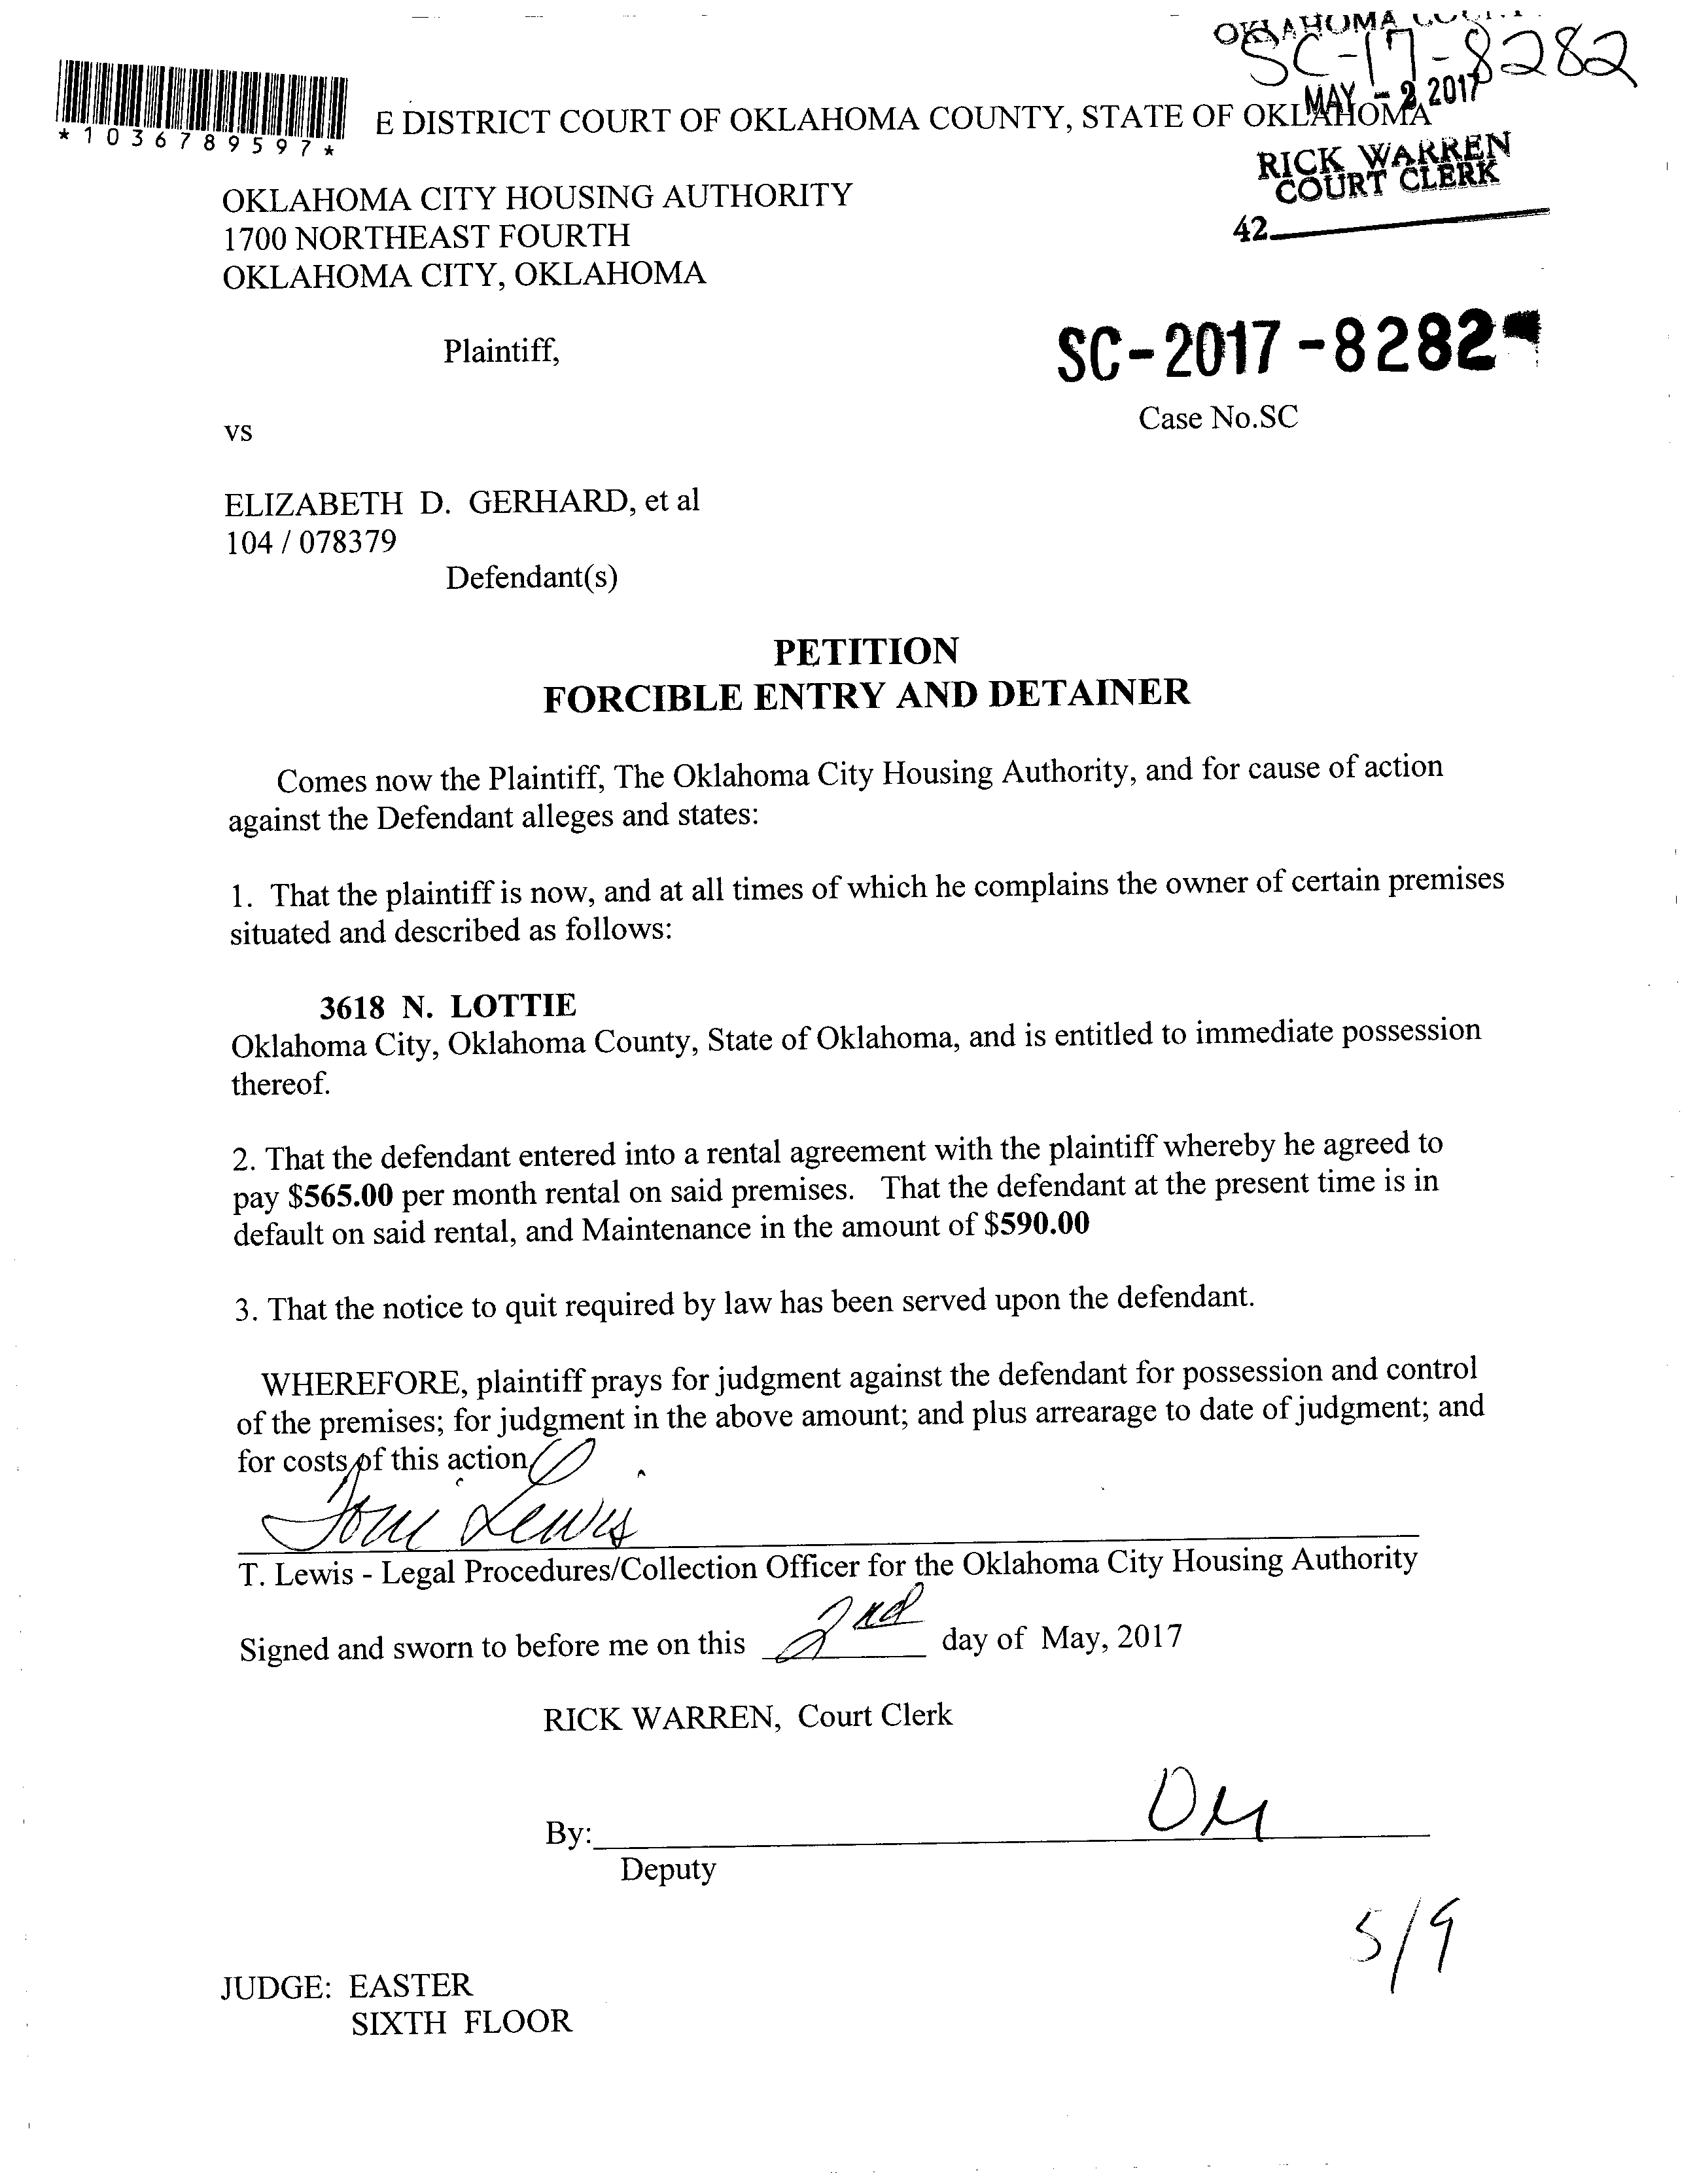 OKLAHOMA
SC-17-8282
MAY - 2 2017
*1036789597*
E DISTRICT COURT OF OKLAHOMA COUNTY, STATE OF OKLAHOMA
RICK WARREN
COURT CLERK
42
OKLAHOMA CITY HOUSING AUTHORITY
1700 NORTHEAST FOURTH
OKLAHOMA CITY, OKLAHOMA
Plaintiff,
SC-2017-8282
Case No.SC
vs
ELIZABETH D. GERHARD, et al
104 / 078379
Defendant(s)
PETITION
FORCIBLE ENTRY AND DETAINER
Comes now the Plaintiff, The Oklahoma City Housing Authority, and for cause of action
against the Defendant alleges and states:
1. That the plaintiff is now, and at all times of which he complains the owner of certain premises
situated and described as follows:
3618 N. LOTTIE
Oklahoma City, Oklahoma County, State of Oklahoma, and is entitled to immediate possession
thereof.
2. That the defendant entered into a rental agreement with the plaintiff whereby he agreed to
pay $565.00 per month rental on said premises. That the defendant at the present time is in
default on said rental, and Maintenance in the amount of $590.00
3. That the notice to quit required by law has been served upon the defendant.
WHEREFORE, plaintiff prays for judgment against the defendant for possession and control
of the premises; for judgment in the above amount; and plus arrearage to date of judgment; and
for costs of this action
Lewis
T. Lewis - Legal Procedures/Collection Officer for the Oklahoma City Housing Authority
Signed and sworn to before me on this 2nd day of May, 2017
RICK WARREN, Court Clerk
By:
Deputy
5/9
JUDGE: EASTER
SIXTH FLOOR